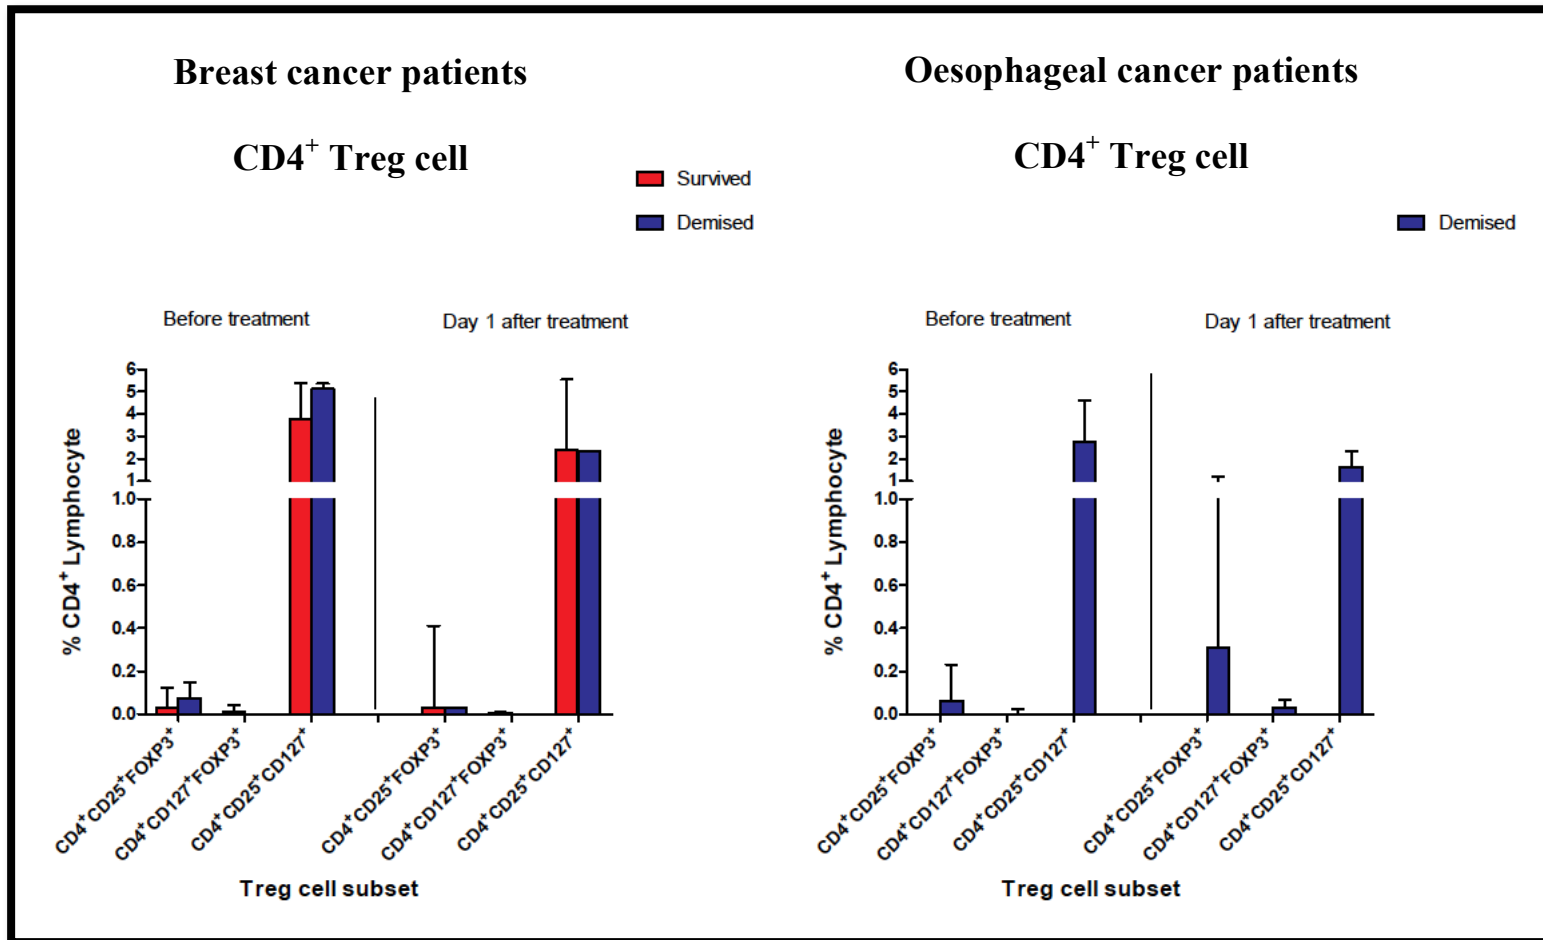 Breast cancer patients
CD4⁺ Treg cell
Survived
Demised
Before treatment
Day 1 after treatment
6
5
4
3
2
1
1.0
0.8
0.6
0.4
0.2
0.0
% CD4⁺ Lymphocyte
CD4⁺CD25⁺FOXP3⁺
CD4⁺CD127⁺FOXP3⁺
CD4⁺CD25⁺CD127⁺
CD4⁺CD25⁺FOXP3⁺
CD4⁺CD127⁺FOXP3⁺
CD4⁺CD25⁺CD127⁺
Treg cell subset
Oesophageal cancer patients
CD4⁺ Treg cell
Demised
Before treatment
Day 1 after treatment
6
5
4
3
2
1
1.0
0.8
0.6
0.4
0.2
0.0
% CD4⁺ Lymphocyte
CD4⁺CD25⁺FOXP3⁺
CD4⁺CD127⁺FOXP3⁺
CD4⁺CD25⁺CD127⁺
CD4⁺CD25⁺FOXP3⁺
CD4⁺CD127⁺FOXP3⁺
CD4⁺CD25⁺CD127⁺
Treg cell subset